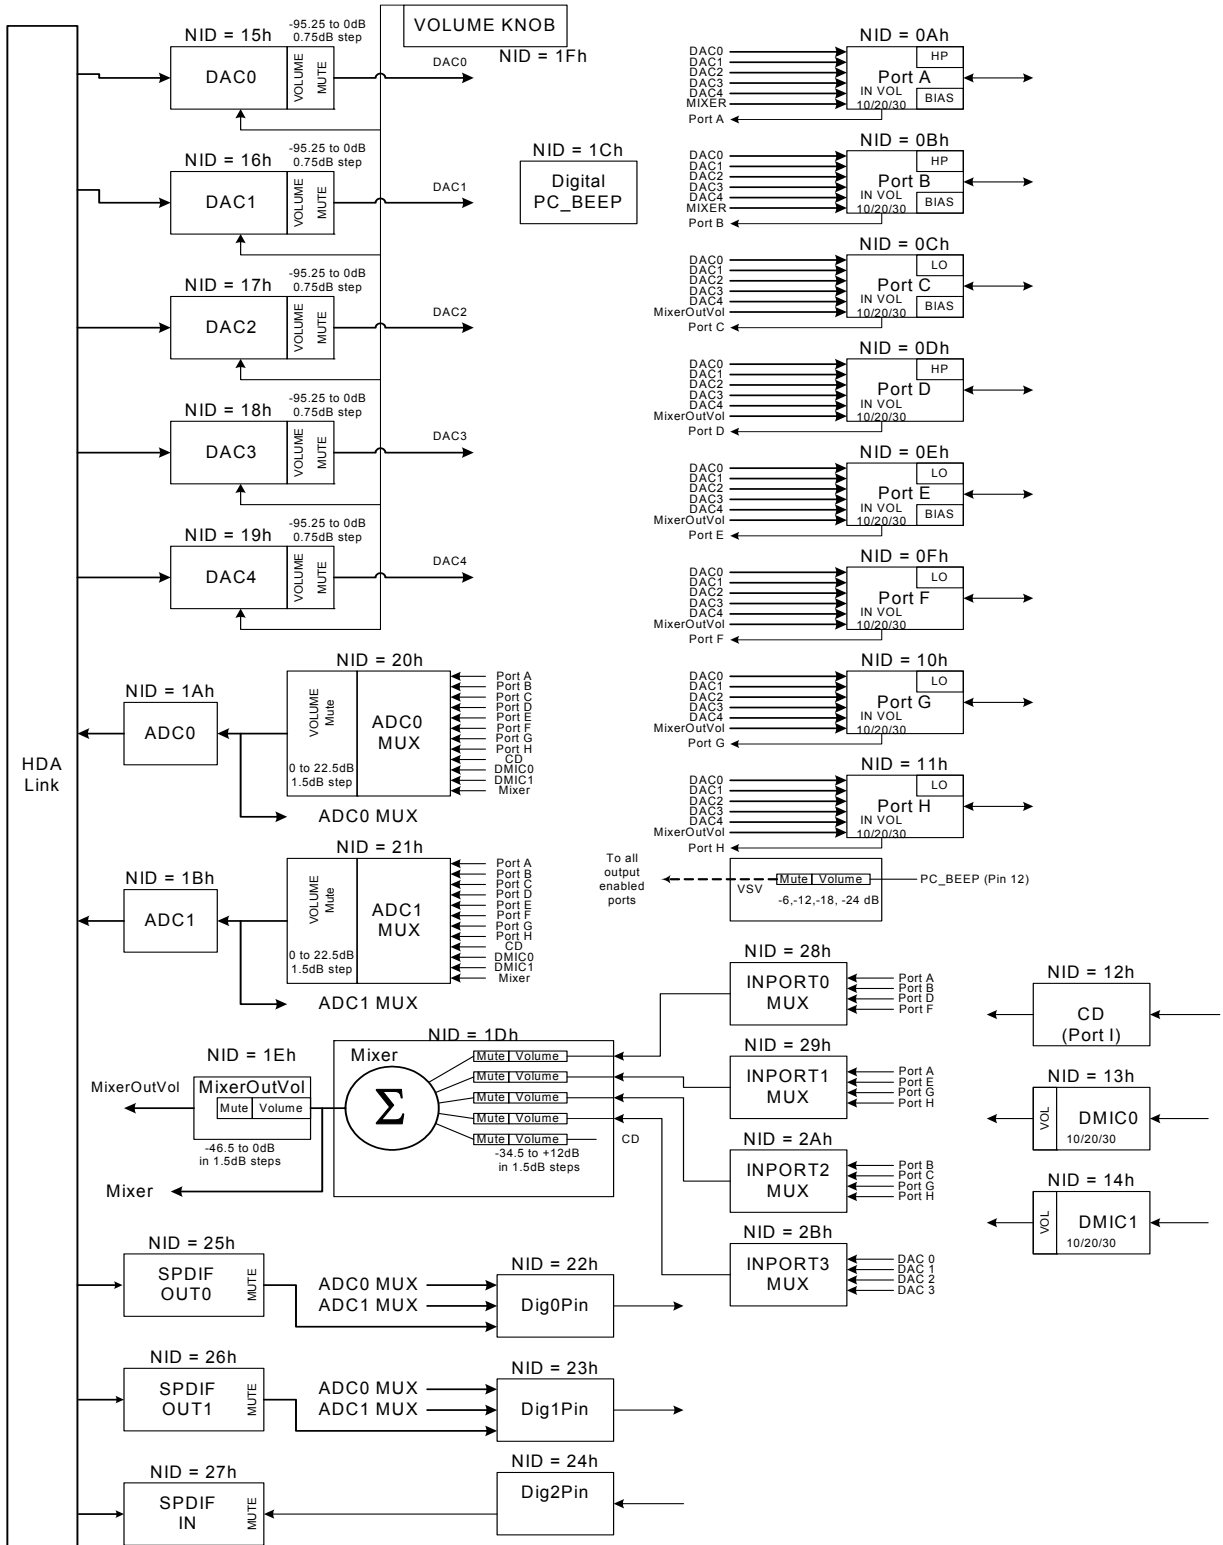 VOLUME KNOB
NID = 1Fh
NID = 15h
-95.25 to 0dB
0.75dB step
DAC0
VOLUME
MUTE
DAC0
NID = 16h
-95.25 to 0dB
0.75dB step
DAC1
VOLUME
MUTE
DAC1
NID = 17h
-95.25 to 0dB
0.75dB step
DAC2
VOLUME
MUTE
DAC2
NID = 18h
-95.25 to 0dB
0.75dB step
DAC3
VOLUME
MUTE
DAC3
NID = 19h
-95.25 to 0dB
0.75dB step
DAC4
VOLUME
MUTE
DAC4
NID = 1Ch
Digital
PC_BEEP
HDA
Link
NID = 1Ah
ADC0
NID = 20h
VOLUME
Mute
0 to 22.5dB
1.5dB step
ADC0
MUX
Port A
Port B
Port C
Port D
Port E
Port F
Port G
Port H
CD
DMIC0
DMIC1
Mixer
ADC0 MUX
NID = 1Bh
ADC1
NID = 21h
VOLUME
Mute
0 to 22.5dB
1.5dB step
ADC1
MUX
Port A
Port B
Port C
Port D
Port E
Port F
Port G
Port H
CD
DMIC0
DMIC1
Mixer
ADC1 MUX
NID = 1Dh
Mixer
Σ
Mute Volume
Mute Volume
Mute Volume
Mute Volume
Mute Volume
CD
-34.5 to +12dB
in 1.5dB steps
NID = 1Eh
MixerOutVol
MixerOutVol
Mute Volume
-46.5 to 0dB
in 1.5dB steps
Mixer
NID = 25h
SPDIF
OUT0
MUTE
ADC0 MUX
ADC1 MUX
NID = 22h
Dig0Pin
NID = 26h
SPDIF
OUT1
MUTE
ADC0 MUX
ADC1 MUX
NID = 23h
Dig1Pin
NID = 27h
SPDIF
IN
MUTE
NID = 24h
Dig2Pin
NID = 0Ah
DAC0
DAC1
DAC2
DAC3
DAC4
MIXER
Port A
HP
Port A
IN VOL
10/20/30
BIAS
NID = 0Bh
DAC0
DAC1
DAC2
DAC3
DAC4
MIXER
Port B
HP
Port B
IN VOL
10/20/30
BIAS
NID = 0Ch
DAC0
DAC1
DAC2
DAC3
DAC4
MixerOutVol
Port C
LO
Port C
IN VOL
10/20/30
BIAS
NID = 0Dh
DAC0
DAC1
DAC2
DAC3
DAC4
MixerOutVol
Port D
HP
Port D
IN VOL
10/20/30
NID = 0Eh
DAC0
DAC1
DAC2
DAC3
DAC4
MixerOutVol
Port E
LO
Port E
IN VOL
10/20/30
BIAS
NID = 0Fh
DAC0
DAC1
DAC2
DAC3
DAC4
MixerOutVol
Port F
LO
Port F
IN VOL
10/20/30
NID = 10h
DAC0
DAC1
DAC2
DAC3
DAC4
MixerOutVol
Port G
LO
Port G
IN VOL
10/20/30
NID = 11h
DAC0
DAC1
DAC2
DAC3
DAC4
MixerOutVol
Port H
LO
Port H
IN VOL
10/20/30
To all
output
enabled
ports
VSV
Mute Volume
-6,-12,-18, -24 dB
PC_BEEP (Pin 12)
NID = 28h
INPORT0
MUX
Port A
Port B
Port D
Port F
NID = 29h
INPORT1
MUX
Port A
Port E
Port G
Port H
NID = 2Ah
INPORT2
MUX
Port B
Port C
Port G
Port H
NID = 2Bh
INPORT3
MUX
DAC 0
DAC 1
DAC 2
DAC 3
NID = 12h
CD
(Port I)
NID = 13h
VOL
DMIC0
10/20/30
NID = 14h
VOL
DMIC1
10/20/30